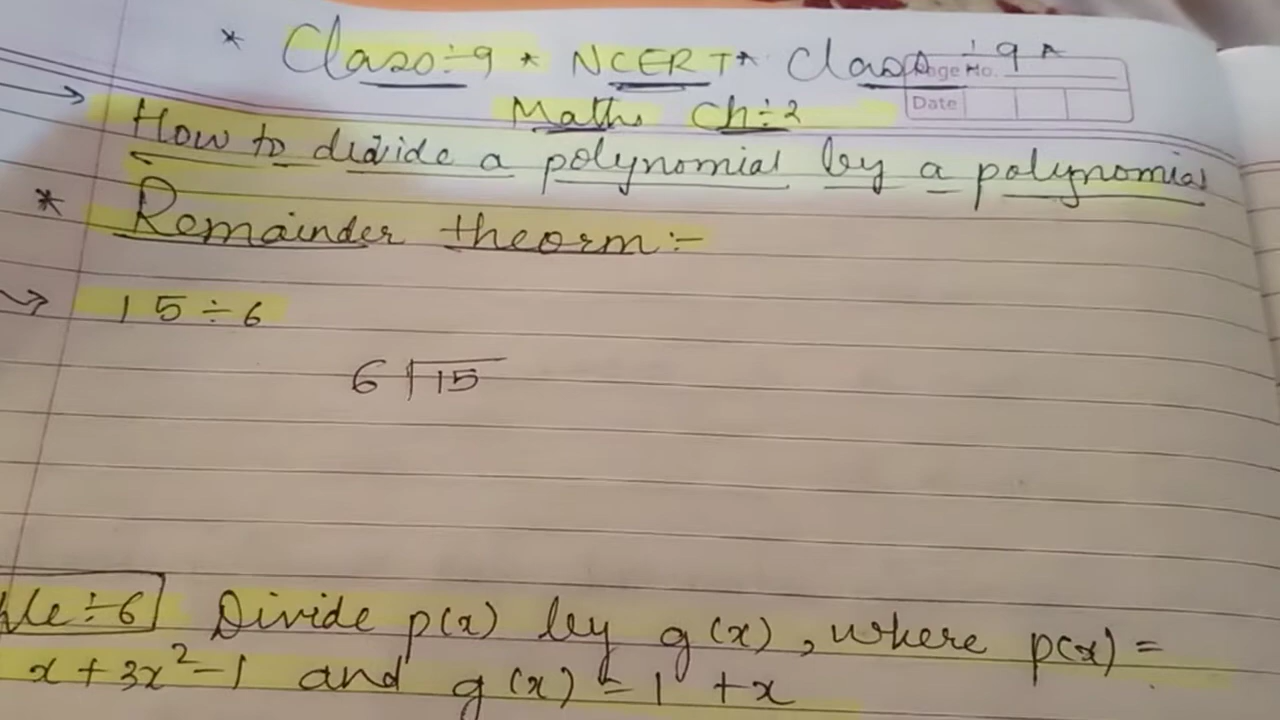 * Class÷9 * NCERT* Class ÷9 *
Page No.
Maths Ch÷2
Date
How to divide a polynomial by a polynomial
* Remainder theorm:-
→ 15÷6
6 15
÷6 Divide p(x) by g(x), where p(x) =
x+3x²-1 and g(x) = 1 +x